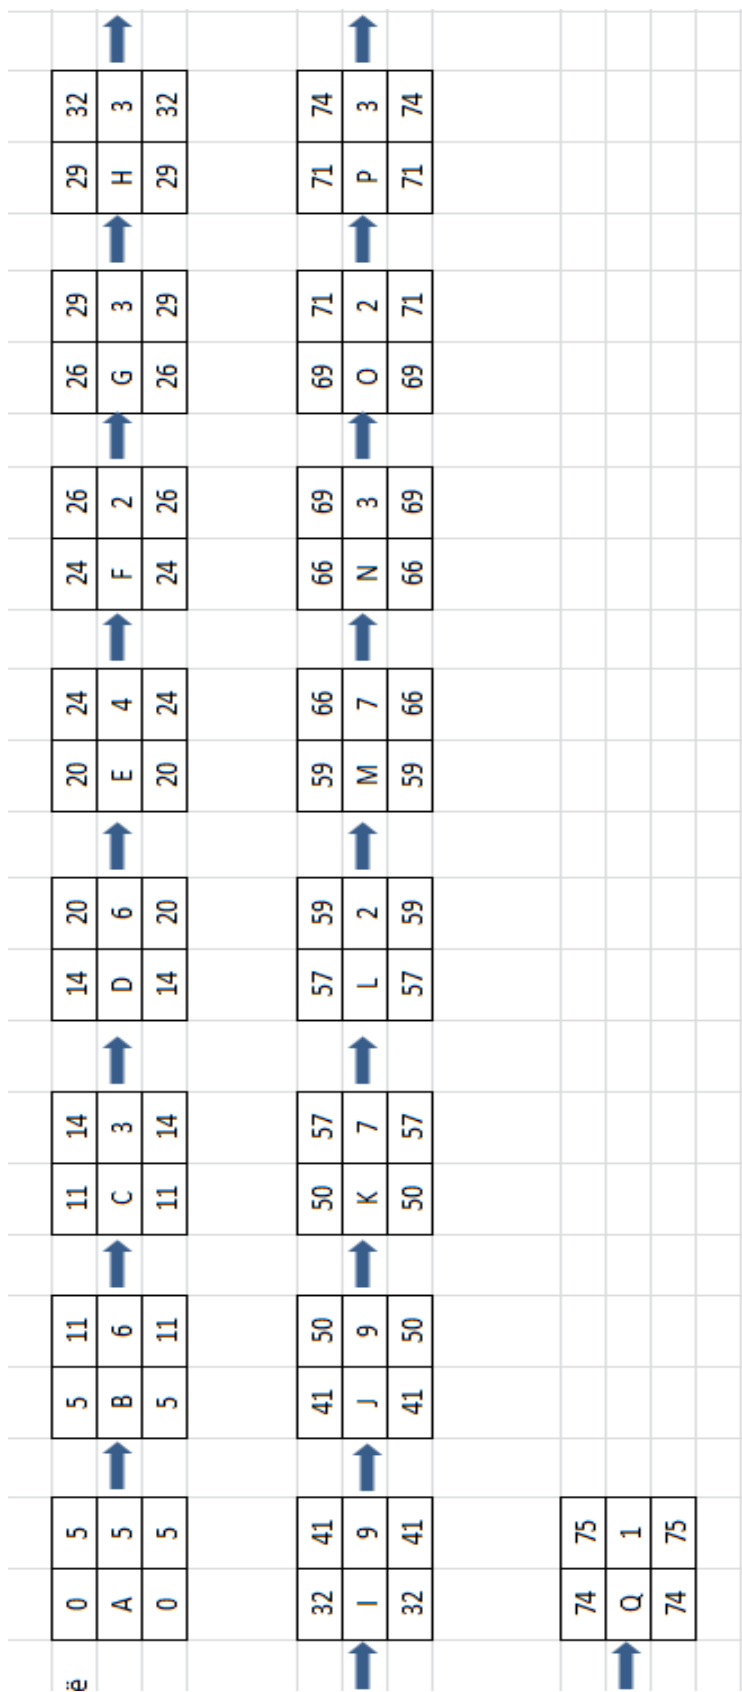 ë 0 5 5 11 11 14 14 20 20 24 24 26 26 29 29 32
A 5 B 6 C 3 D 6 E 4 F 2 G 3 H 3
0 5 5 11 11 14 14 20 20 24 24 26 26 29 29 32
32 41 41 50 50 57 57 59 59 66 66 69 69 71 71 74
I 9 J 9 K 7 L 2 M 7 N 3 O 2 P 3
32 41 41 50 50 57 57 59 59 66 66 69 69 71 71 74
74 75
Q 1
74 75